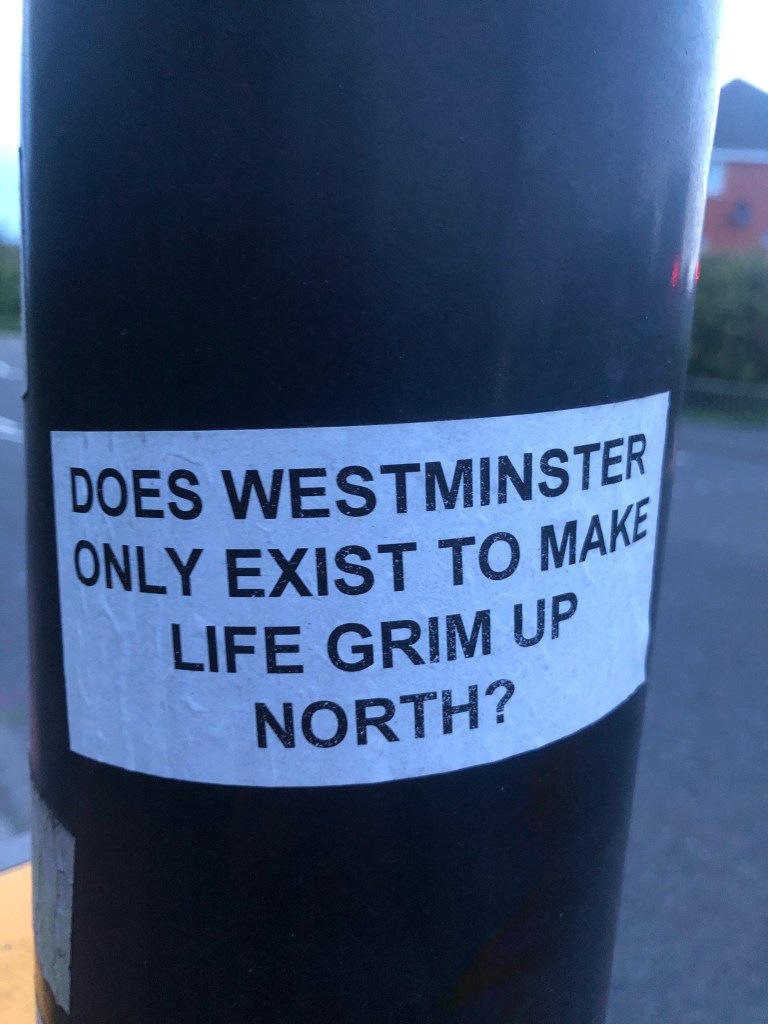 DOES WESTMINSTER
ONLY EXIST TO MAKE
LIFE GRIM UP
NORTH?